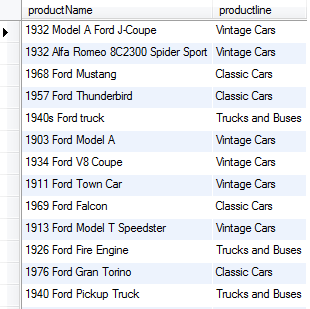 productName productline
1932 Model A Ford J-Coupe Vintage Cars
1932 Alfa Romeo 8C2300 Spider Sport Vintage Cars
1968 Ford Mustang Classic Cars
1957 Ford Thunderbird Classic Cars
1940s Ford truck Trucks and Buses
1903 Ford Model A Vintage Cars
1934 Ford V8 Coupe Vintage Cars
1911 Ford Town Car Vintage Cars
1969 Ford Falcon Classic Cars
1913 Ford Model T Speedster Vintage Cars
1926 Ford Fire Engine Trucks and Buses
1976 Ford Gran Torino Classic Cars
1940 Ford Pickup Truck Trucks and Buses